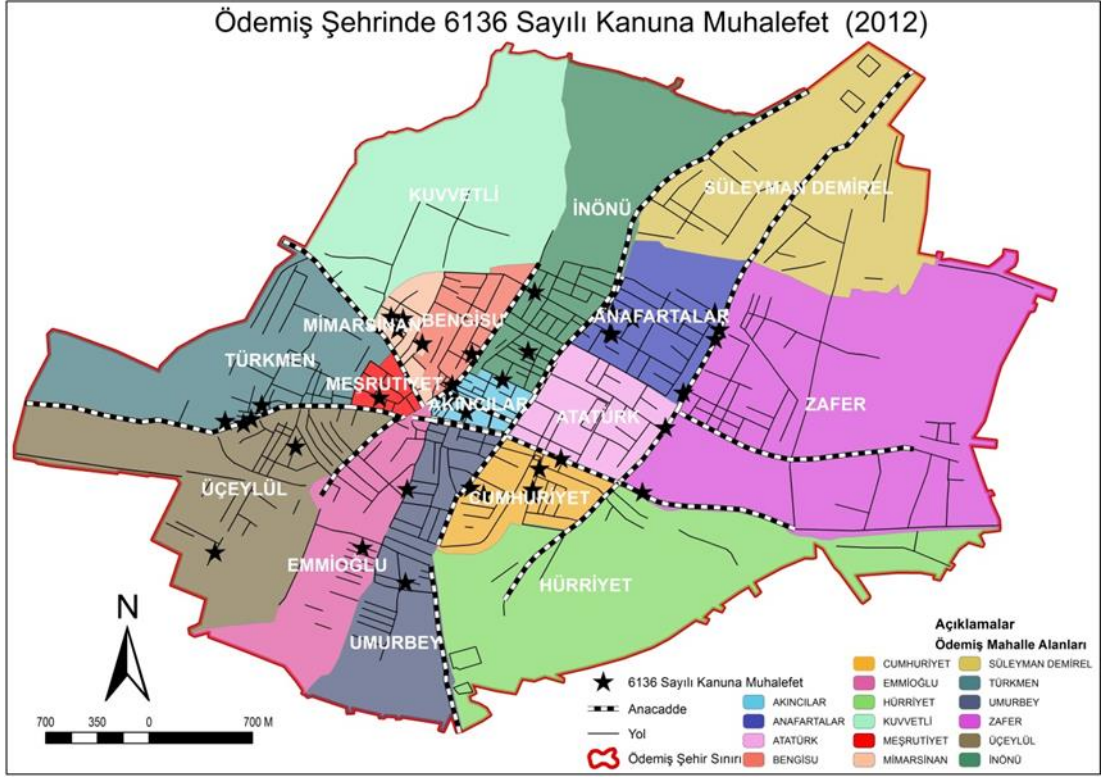 Ödemiş Şehrinde 6136 Sayılı Kanuna Muhalefet (2012)
KUVVETLİ
İNÖNÜ
SÜLEYMAN DEMİREL
MİMARSİNAN
BENGİSU
ANAFARTALAR
TÜRKMEN
MEŞRUTİYET
AKINCILAR
ATATÜRK
ZAFER
ÜÇEYLÜL
CUMHURİYET
EMMİOĞLU
HÜRRİYET
UMURBEY
N
700 350 0 700 M
6136 Sayılı Kanuna Muhalefet
Anacadde
Yol
Ödemiş Şehir Sınırı
Açıklamalar
Ödemiş Mahalle Alanları
AKINCILAR
ANAFARTALAR
ATATÜRK
BENGİSU
CUMHURİYET
EMMİOĞLU
HÜRRİYET
KUVVETLİ
MEŞRUTİYET
MİMARSİNAN
SÜLEYMAN DEMİREL
TÜRKMEN
UMURBEY
ZAFER
ÜÇEYLÜL
İNÖNÜ